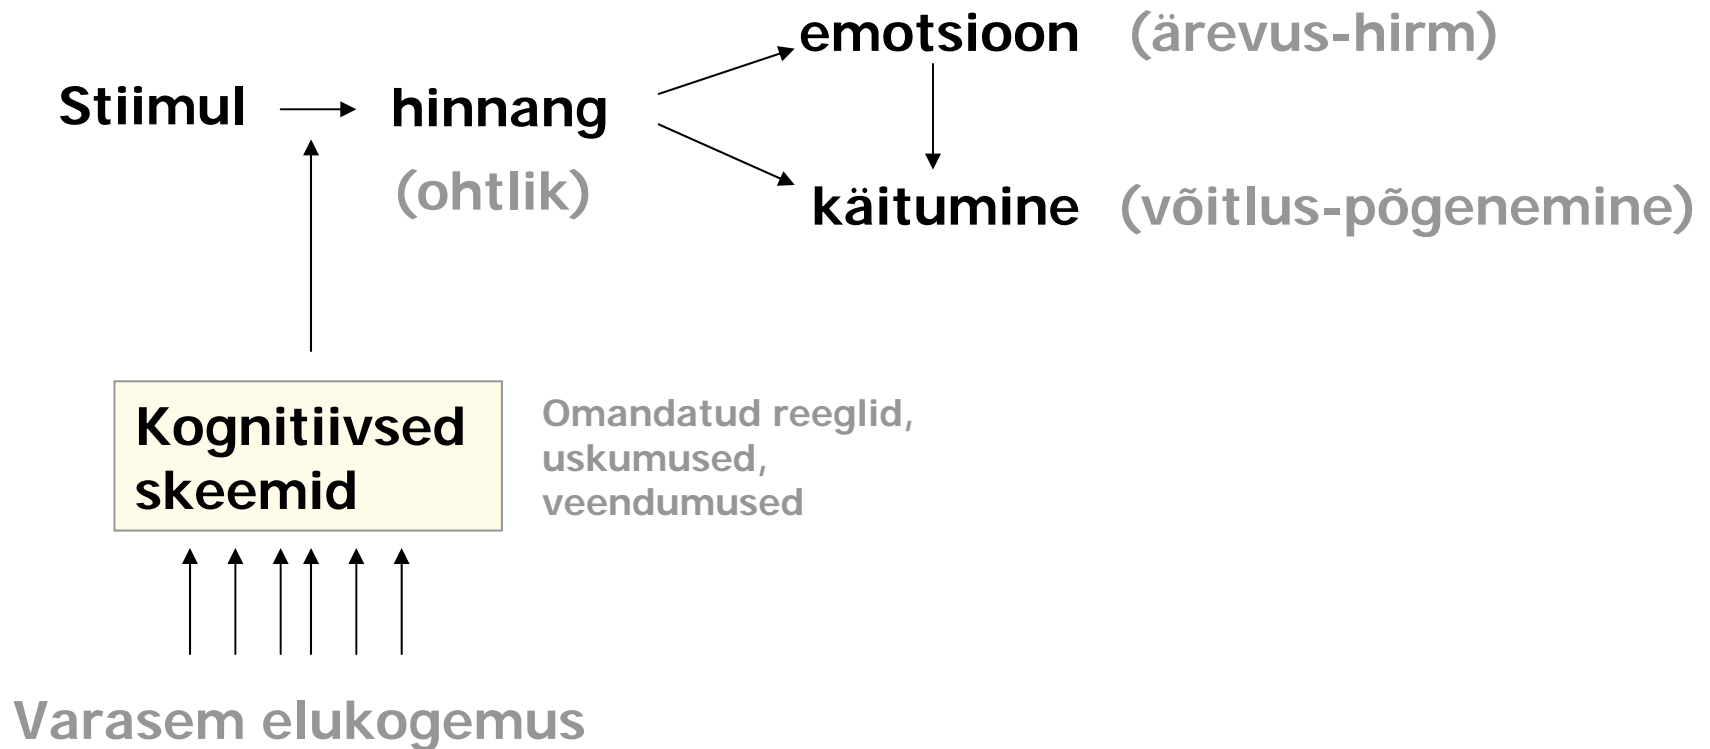 emotsioon (ärevus-hirm)
Stiimul hinnang
(ohtlik)
käitumine (võitlus-põgenemine)
Kognitiivsed
skeemid
Omandatud reeglid,
uskumused,
veendumused
Varasem elukogemus